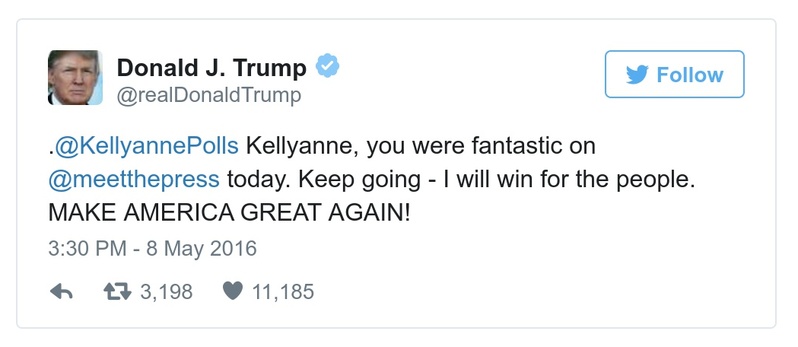 Donald J. Trump
@realDonaldTrump
Follow
.@KellyannePolls Kellyanne, you were fantastic on
@meetthepress today. Keep going - I will win for the people.
MAKE AMERICA GREAT AGAIN!
3:30 PM - 8 May 2016
3,198 11,185